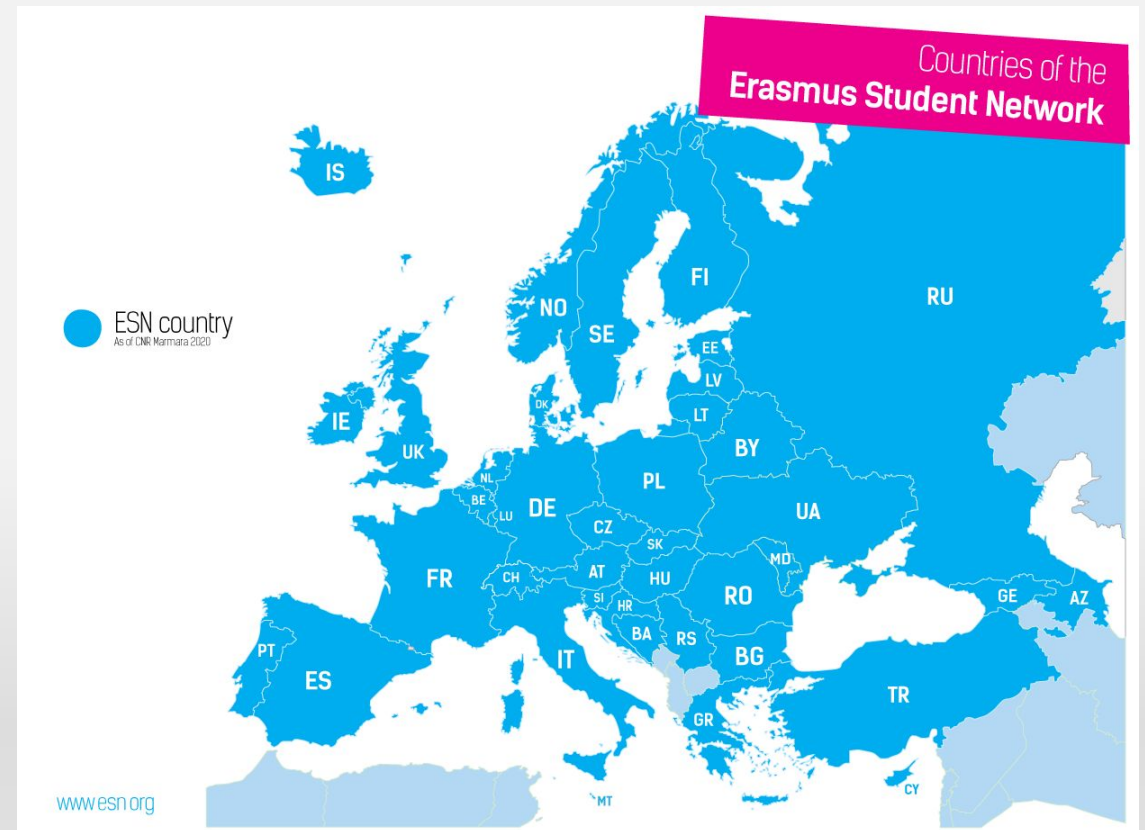 Countries of the
Erasmus Student Network
IS
FI
RU
NO
ESN country
As of CNR Marmara 2020
SE
EE
LV
DK
LT
IE
BY
UK
NL
PL
BE
DE
UA
LU
CZ
SK
MD
AT
FR
CH
HU
RO
SI
GE
AZ
HR
BA
RS
PT
IT
BG
ES
TR
GR
CY
MT
www.esn.org